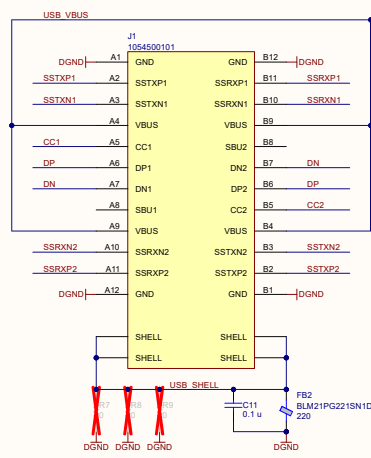 USB_VBUS
J1
1054500101
DGND A1 GND GND B12 DGND
SSTXP1 A2 SSTXP1 SSRXP1 B11 SSRXP1
SSTXN1 A3 SSTXN1 SSRXN1 B10 SSRXN1
A4 VBUS VBUS B9
CC1 A5 CC1 SBU2 B8
DP A6 DP1 DN2 B7 DN
DN A7 DN1 DP2 B6 DP
A8 SBU1 CC2 B5 CC2
A9 VBUS VBUS B4
SSRXN2 A10 SSRXN2 SSTXN2 B3 SSTXN2
SSRXP2 A11 SSRXP2 SSTXP2 B2 SSTXP2
DGND A12 GND GND B1 DGND
SHELL SHELL
SHELL SHELL
USB_SHELL
R7 R8 R9 C11 FB2
0.1 u BLM21PG221SN1D
220
DGND DGND DGND DGND